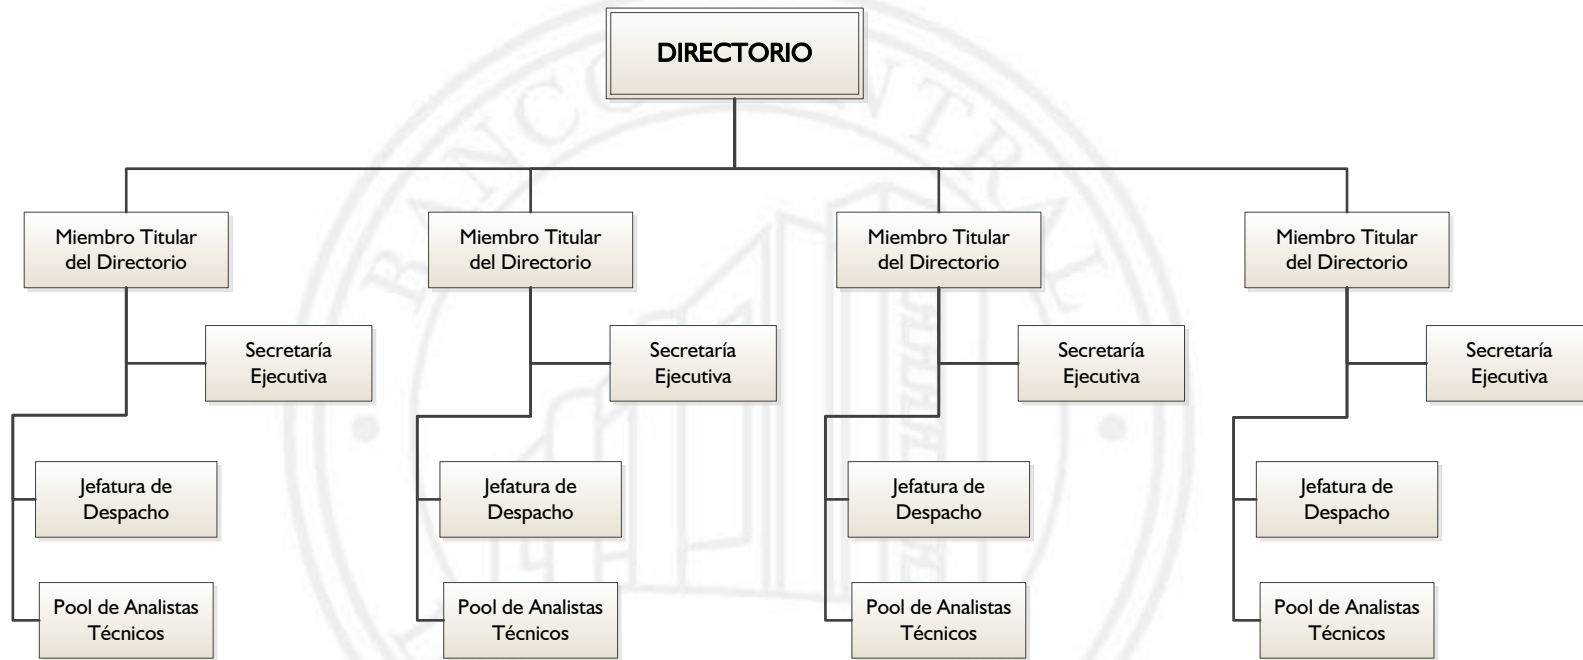 DIRECTORIO
Miembro Titular
del Directorio
Miembro Titular
del Directorio
Miembro Titular
del Directorio
Miembro Titular
del Directorio
Secretaría
Ejecutiva
Secretaría
Ejecutiva
Secretaría
Ejecutiva
Secretaría
Ejecutiva
Jefatura de
Despacho
Jefatura de
Despacho
Jefatura de
Despacho
Jefatura de
Despacho
Pool de Analistas
Técnicos
Pool de Analistas
Técnicos
Pool de Analistas
Técnicos
Pool de Analistas
Técnicos
BANCO CENTRAL